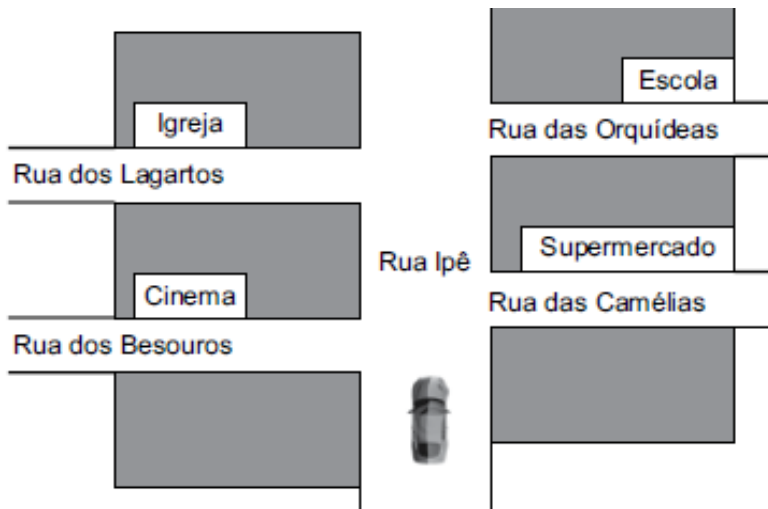 Escola
Igreja
Rua das Orquídeas
Rua dos Lagartos
Supermercado
Rua Ipê
Cinema
Rua das Camélias
Rua dos Besouros